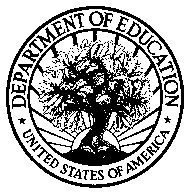 DEPARTMENT OF EDUCATION
★ UNITED STATES OF AMERICA ★